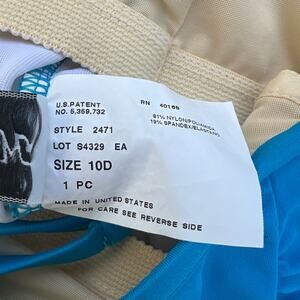 U.S. PATENT
NO. 5,359,732
RN 40166
81% NYLON/POLIAMIDA
19% SPANDEX/ELASTANO
STYLE 2471
LOT S4329 EA
SIZE 10D
1 PC
MADE IN UNITED STATES
FOR CARE SEE REVERSE SIDE